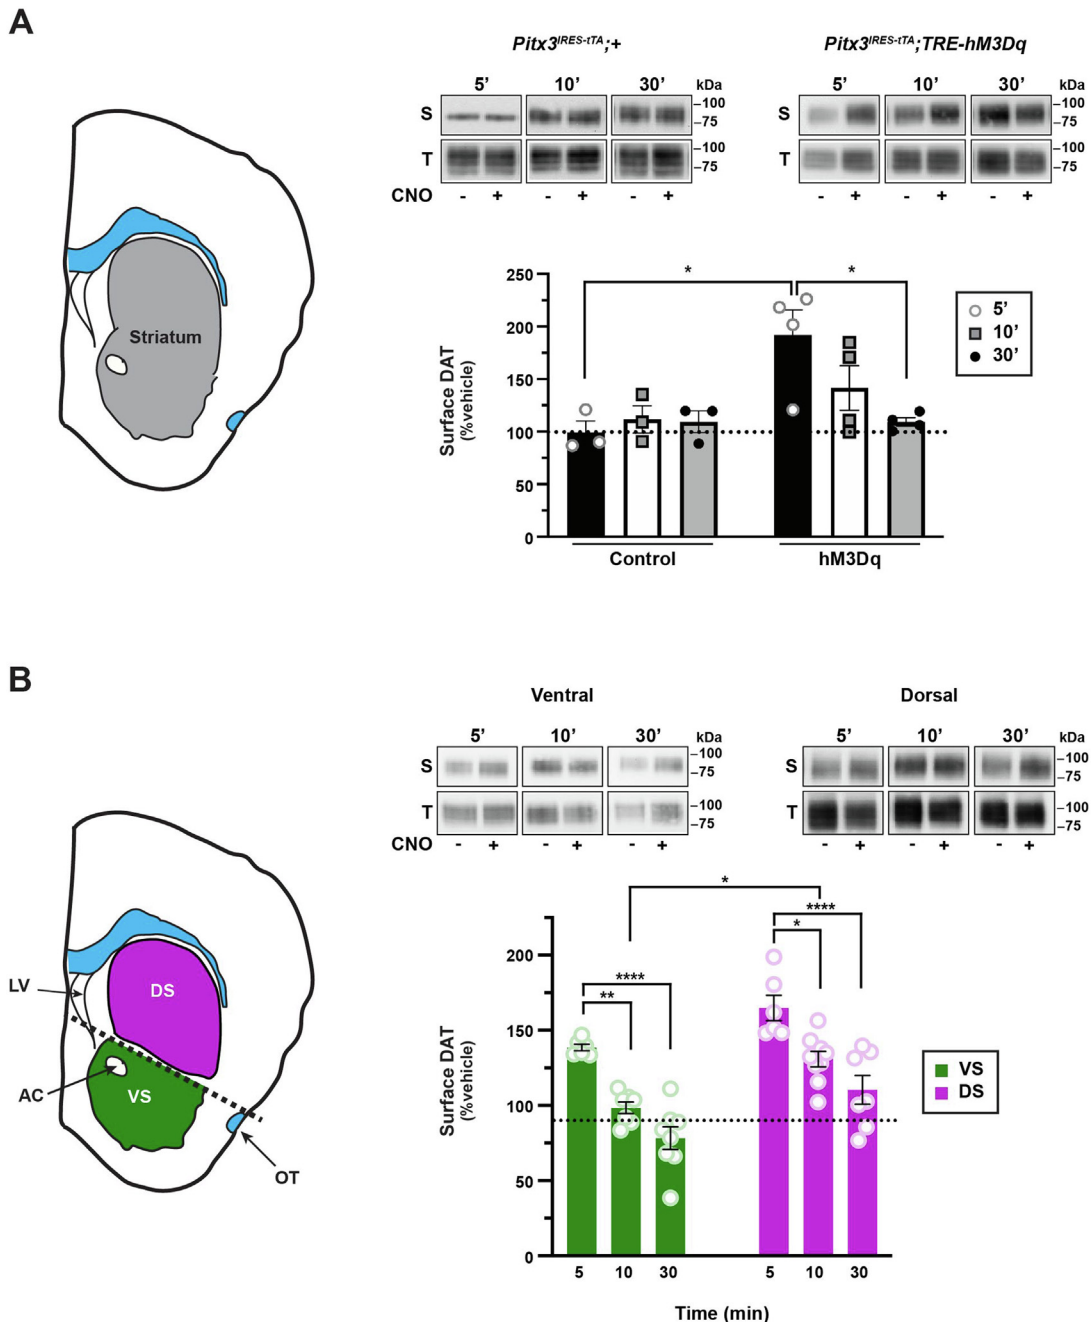 A
Pitx3IRES-tTA;+
Pitx3IRES-tTA;TRE-hM3Dq
5’ 10’ 30’ kDa
5’ 10’ 30’ kDa
S
–100
–75
S
–100
–75
T
–100
–75
T
–100
–75
CNO - + - + - +
- + - + - +
Striatum
Surface DAT
(%vehicle)
250
200
150
100
50
0
* *
5’
10’
30’
Control hM3Dq
B
Ventral Dorsal
5’ 10’ 30’ kDa
5’ 10’ 30’ kDa
S
–100
–75
S
–100
–75
T
–100
–75
T
–100
–75
CNO - + - + - +
- + - + - +
LV
DS
AC
VS
OT
Surface DAT
(%vehicle)
200
150
100
50
0
*
****
**
****
*
VS
DS
5 10 30 5 10 30
Time (min)